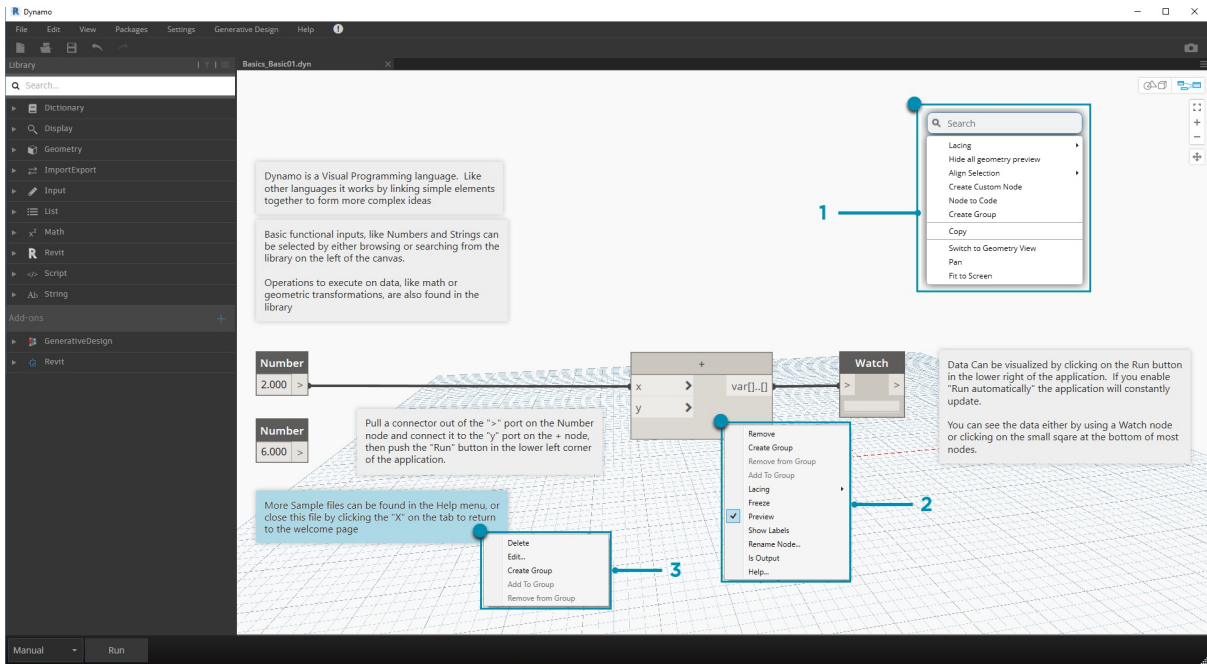 Dynamo
File Edit View Packages Settings Generative Design Help !
Library
Basics_Basic01.dyn
Search...
Dictionary
Display
Geometry
ImportExport
Input
List
x² Math
R Revit
</> Script
Ab String
Add-ons +
GenerativeDesign
Revit
Dynamo is a Visual Programming language. Like
other languages it works by linking simple elements
together to form more complex ideas
Basic functional inputs, like Numbers and Strings can
be selected by either browsing or searching from the
library on the left of the canvas.
Operations to execute on data, like math or
geometric transformations, are also found in the
library
1
Search
Lacing
Hide all geometry preview
Align Selection
Create Custom Node
Node to Code
Create Group
Copy
Switch to Geometry View
Pan
Fit to Screen
Number
2.000 >
Number
6.000 >
+
x > var[]..[]
y >
Watch
> >
Pull a connector out of the ">" port on the Number
node and connect it to the "y" port on the + node,
then push the "Run" button in the lower left corner
of the application.
Data Can be visualized by clicking on the Run button
in the lower right of the application. If you enable
"Run automatically" the application will constantly
update.
You can see the data either by using a Watch node
or clicking on the small sqare at the bottom of most
nodes.
More Sample files can be found in the Help menu, or
close this file by clicking the "X" on the tab to return
to the welcome page
Remove
Create Group
Remove from Group
Add To Group
Lacing
Freeze
Preview
Show Labels
Rename Node...
Is Output
Help...
2
Delete
Edit...
Create Group
Add To Group
Remove from Group
3
Manual Run